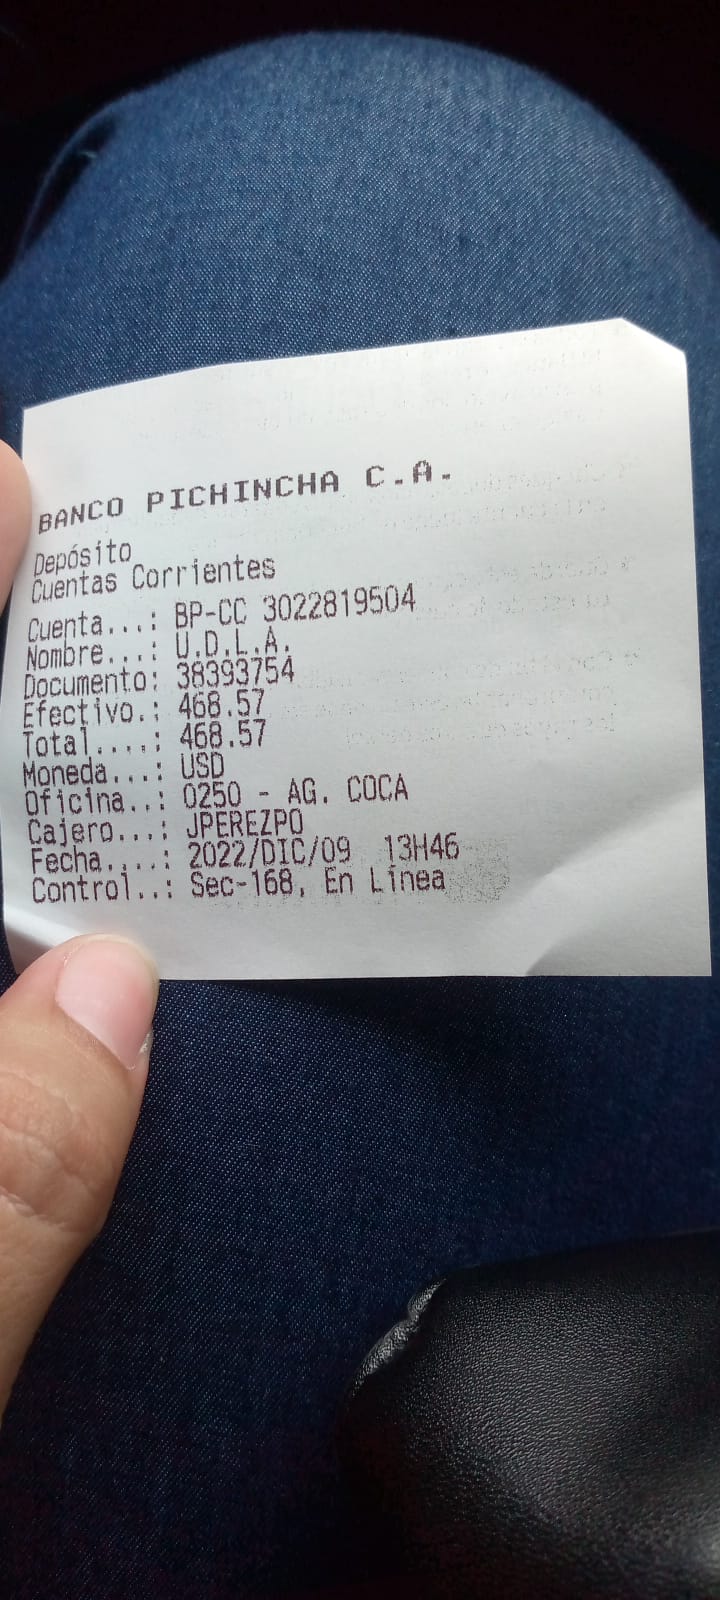 BANCO PICHINCHA C.A.
Depósito
Cuentas Corrientes
Cuenta...: BP-CC 3022819504
Nombre...: U.D.L.A.
Documento: 38393754
Efectivo.: 468.57
Total....: 468.57
Moneda...: USD
Oficina..: 0250 - AG. COCA
Cajero...: JPEREZPO
Fecha....: 2022/DIC/09 13H46
Control..: Sec-168, En Línea